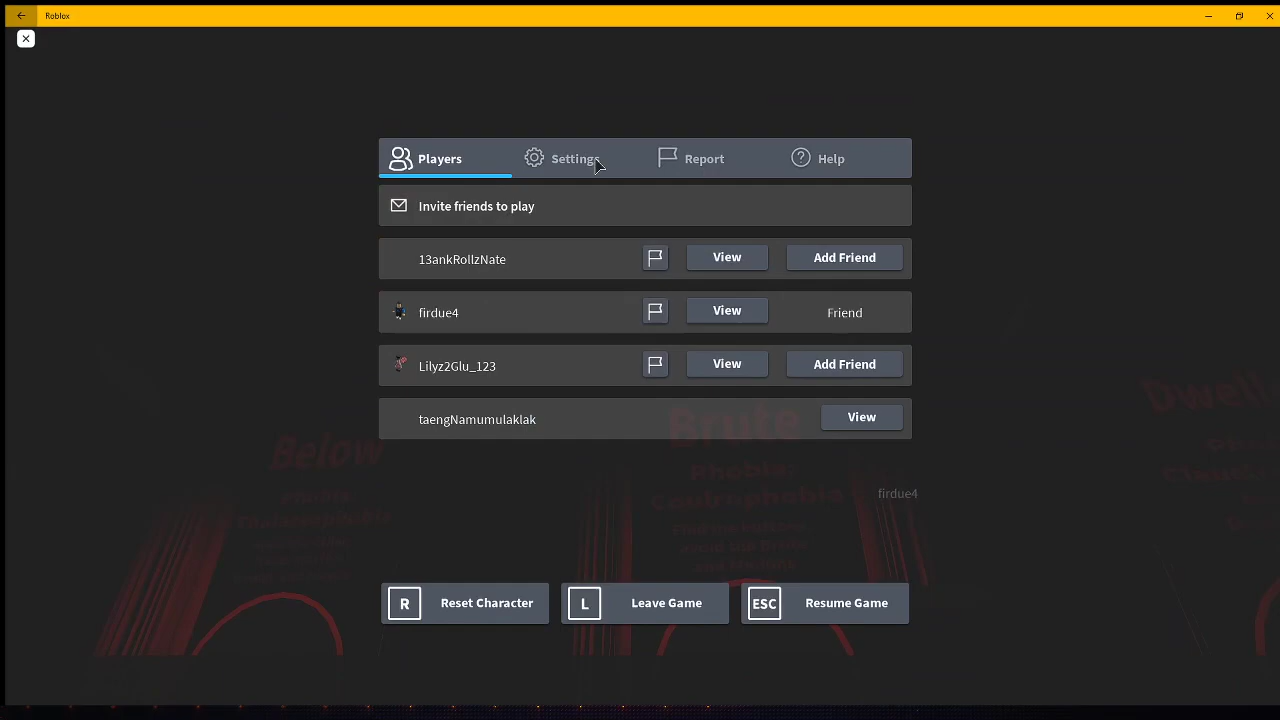 Roblox
Players
Settings
Report
Help
Invite friends to play
13ankRollzNate
View
Add Friend
firdue4
View
Friend
Lilyz2Glu_123
View
Add Friend
taengNamumulaklak
View
Dwell
Brute
Below
Phobia:
firdue4
R
Reset Character
L
Leave Game
ESC
Resume Game